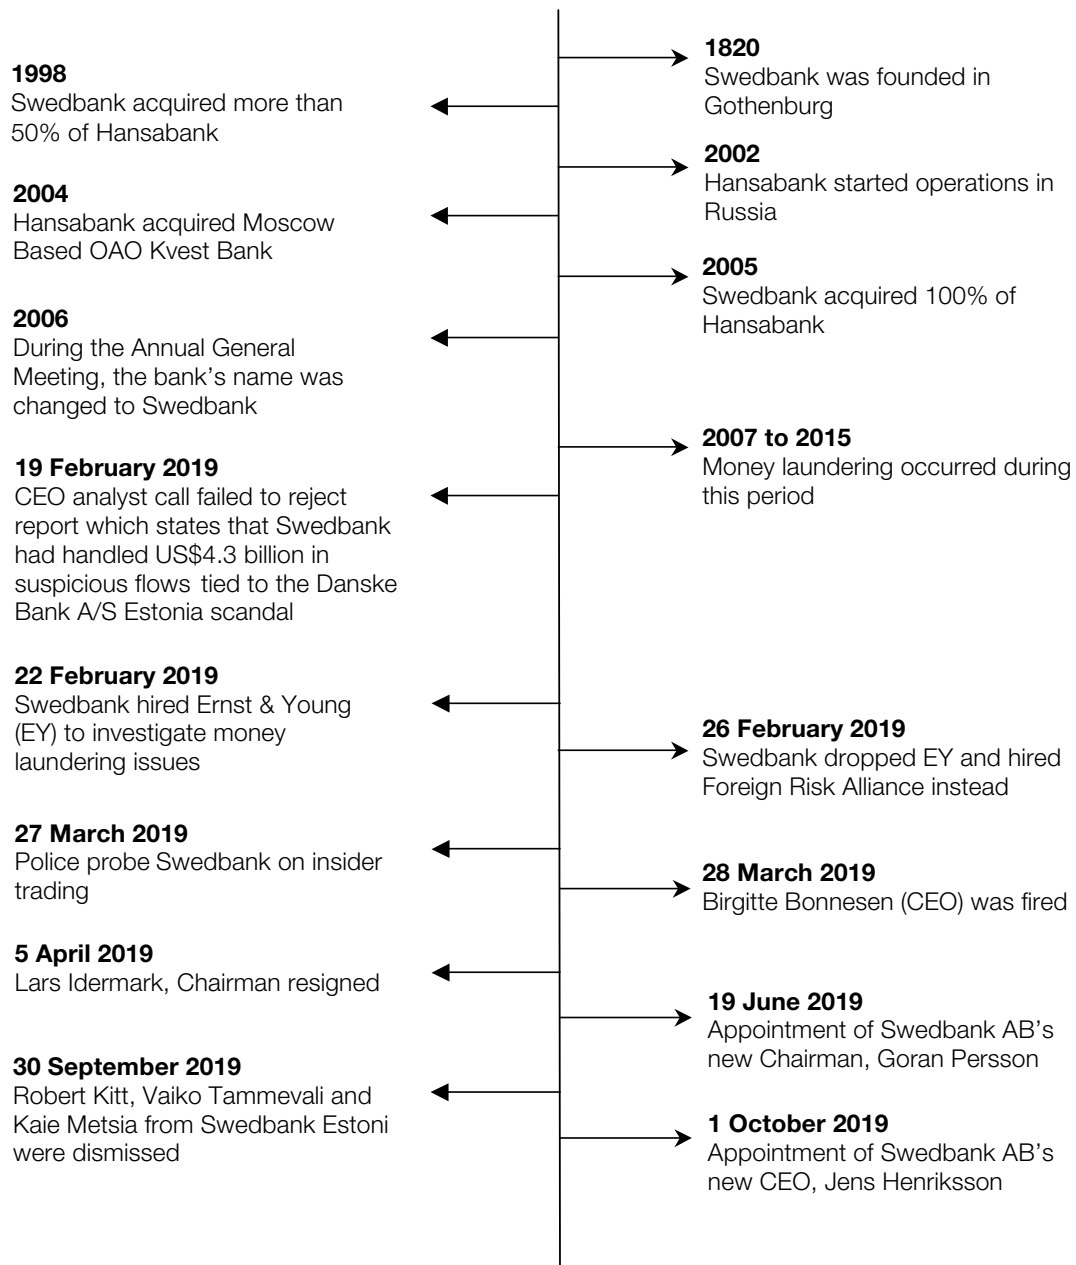 1820
Swedbank was founded in
Gothenburg
1998
Swedbank acquired more than
50% of Hansabank
2002
Hansabank started operations in
Russia
2004
Hansabank acquired Moscow
Based OAO Kvest Bank
2005
Swedbank acquired 100% of
Hansabank
2006
During the Annual General
Meeting, the bank’s name was
changed to Swedbank
2007 to 2015
Money laundering occurred during
this period
19 February 2019
CEO analyst call failed to reject
report which states that Swedbank
had handled US$4.3 billion in
suspicious flows tied to the Danske
Bank A/S Estonia scandal
22 February 2019
Swedbank hired Ernst & Young
(EY) to investigate money
laundering issues
26 February 2019
Swedbank dropped EY and hired
Foreign Risk Alliance instead
27 March 2019
Police probe Swedbank on insider
trading
28 March 2019
Birgitte Bonnesen (CEO) was fired
5 April 2019
Lars Idermark, Chairman resigned
19 June 2019
Appointment of Swedbank AB’s
new Chairman, Goran Persson
30 September 2019
Robert Kitt, Vaiko Tammevali and
Kaie Metsia from Swedbank Estoni
were dismissed
1 October 2019
Appointment of Swedbank AB’s
new CEO, Jens Henriksson